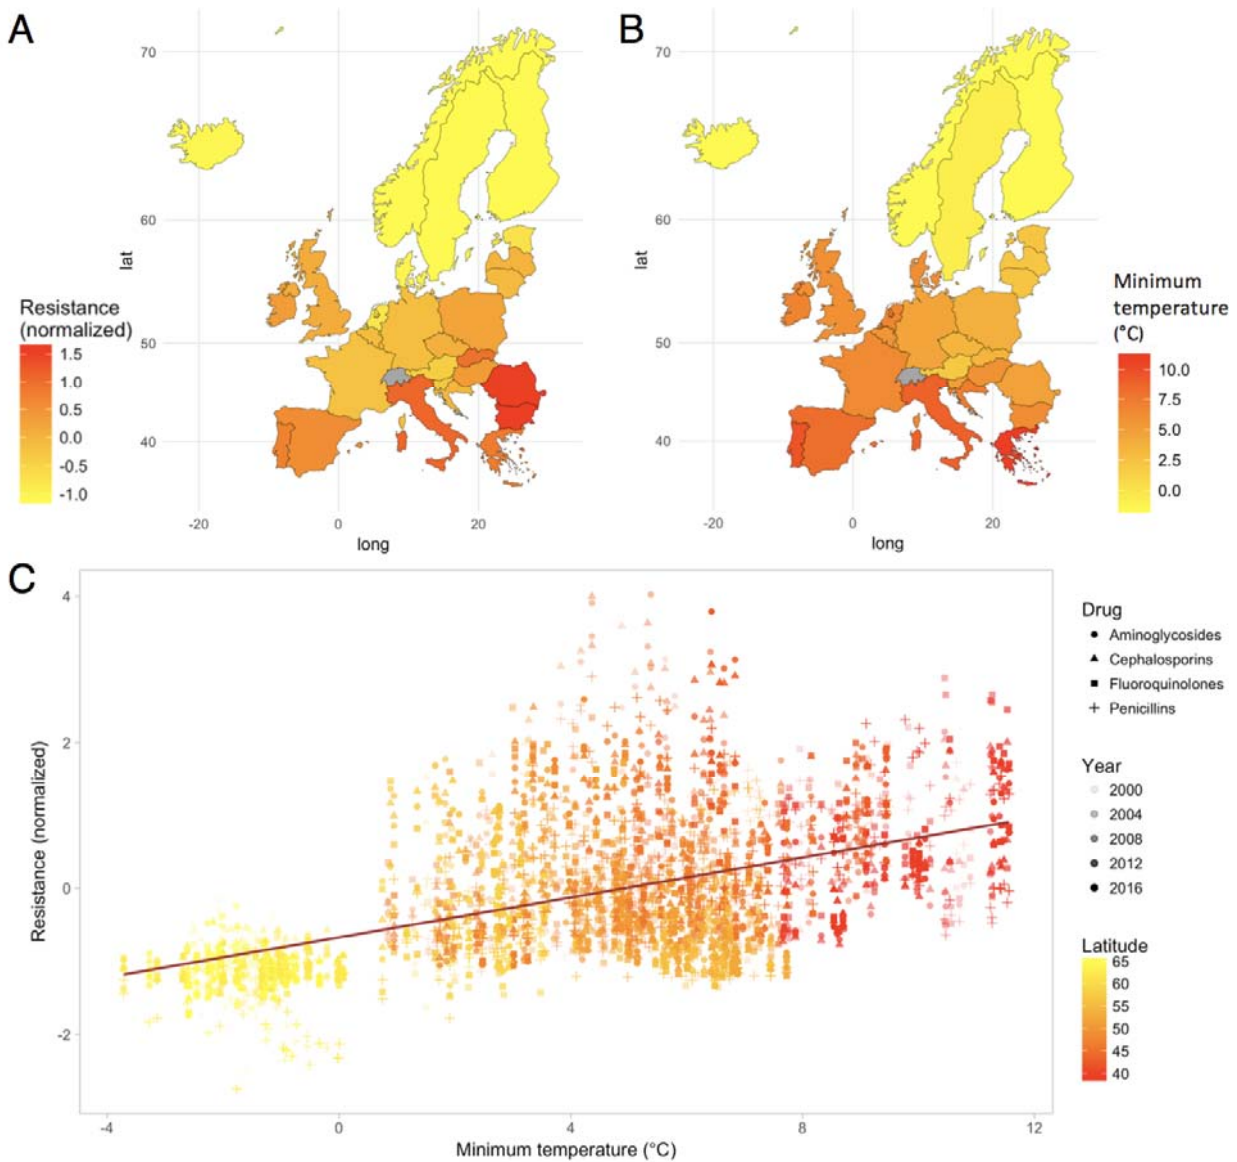 A
B
70
60
50
40
lat
-20
0
20
long
Resistance
(normalized)
1.5
1.0
0.5
0.0
-0.5
-1.0
70
60
50
40
lat
-20
0
20
long
Minimum
temperature
(°C)
10.0
7.5
5.0
2.5
0.0
C
4
2
0
-2
Resistance (normalized)
-4
0
4
8
12
Minimum temperature (°C)
Drug
Aminoglycosides
Cephalosporins
Fluoroquinolones
Penicillins
Year
2000
2004
2008
2012
2016
Latitude
65
60
55
50
45
40